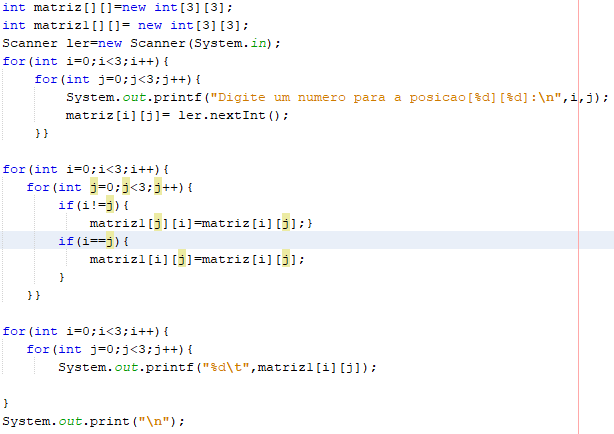 int matriz[][]=new int[3][3];
int matriz1[][]= new int[3][3];
Scanner ler=new Scanner(System.in);
for(int i=0;i<3;i++){
for(int j=0;j<3;j++){
System.out.printf("Digite um numero para a posicao[%d][%d]:\n",i,j);
matriz[i][j]= ler.nextInt();
}}
for(int i=0;i<3;i++){
for(int j=0;j<3;j++){
if(i!=j){
matriz1[j][i]=matriz[i][j];}
if(i==j){
matriz1[i][j]=matriz[i][j];
}
}}
for(int i=0;i<3;i++){
for(int j=0;j<3;j++){
System.out.printf("%d\t",matriz1[i][j]);
}
System.out.print("\n");